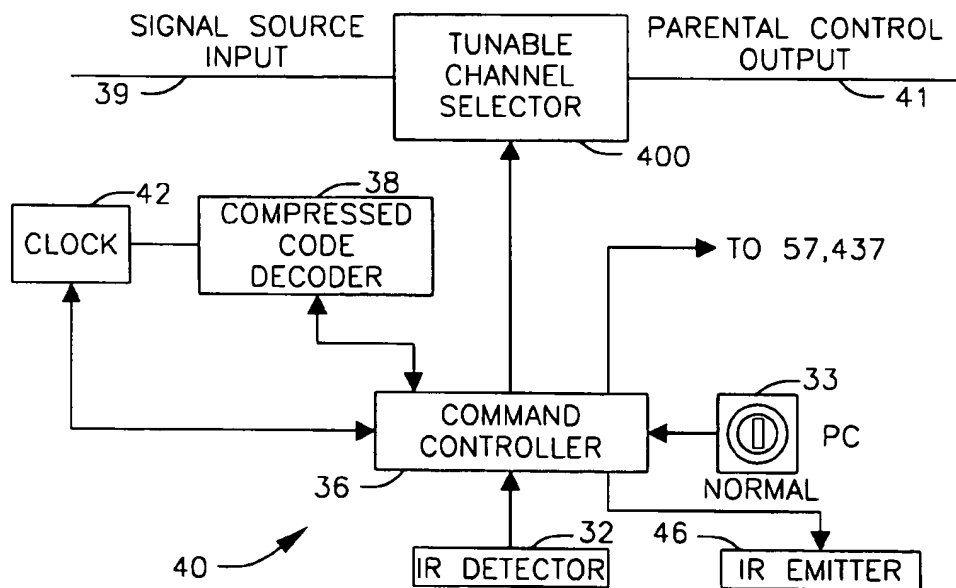 SIGNAL SOURCE
INPUT
39
TUNABLE
CHANNEL
SELECTOR
400
PARENTAL CONTROL
OUTPUT
41
42
CLOCK
38
COMPRESSED
CODE
DECODER
TO 57,437
COMMAND
CONTROLLER
36
33
PC
NORMAL
40
32
IR DETECTOR
46
IR EMITTER